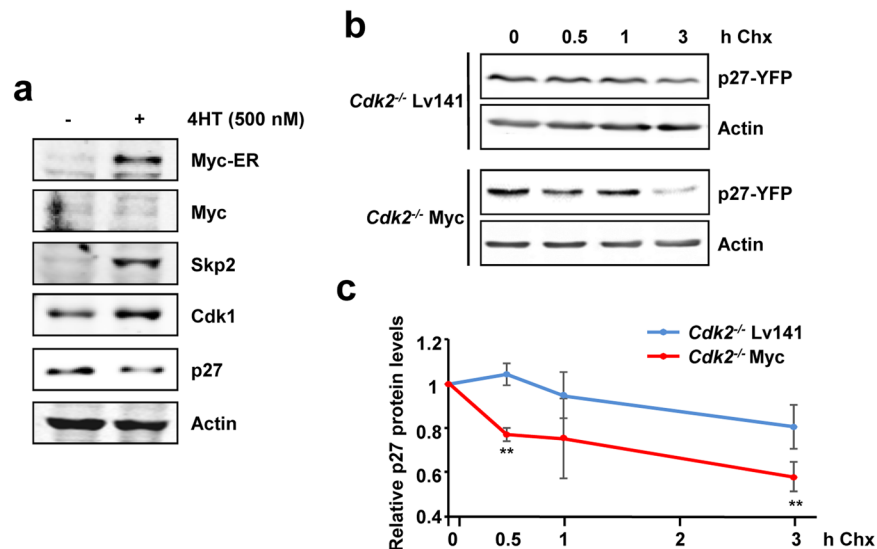 a
- + 4HT (500 nM)
Myc-ER
Myc
Skp2
Cdk1
p27
Actin
b
0 0.5 1 3 h Chx
Cdk2-/- Lv141
p27-YFP
Actin
Cdk2-/- Myc
p27-YFP
Actin
c
Relative p27 protein levels
1.2
1
0.8
0.6
0.4
Cdk2-/- Lv141
Cdk2-/- Myc
**
**
0 0.5 1 2 3 h Chx